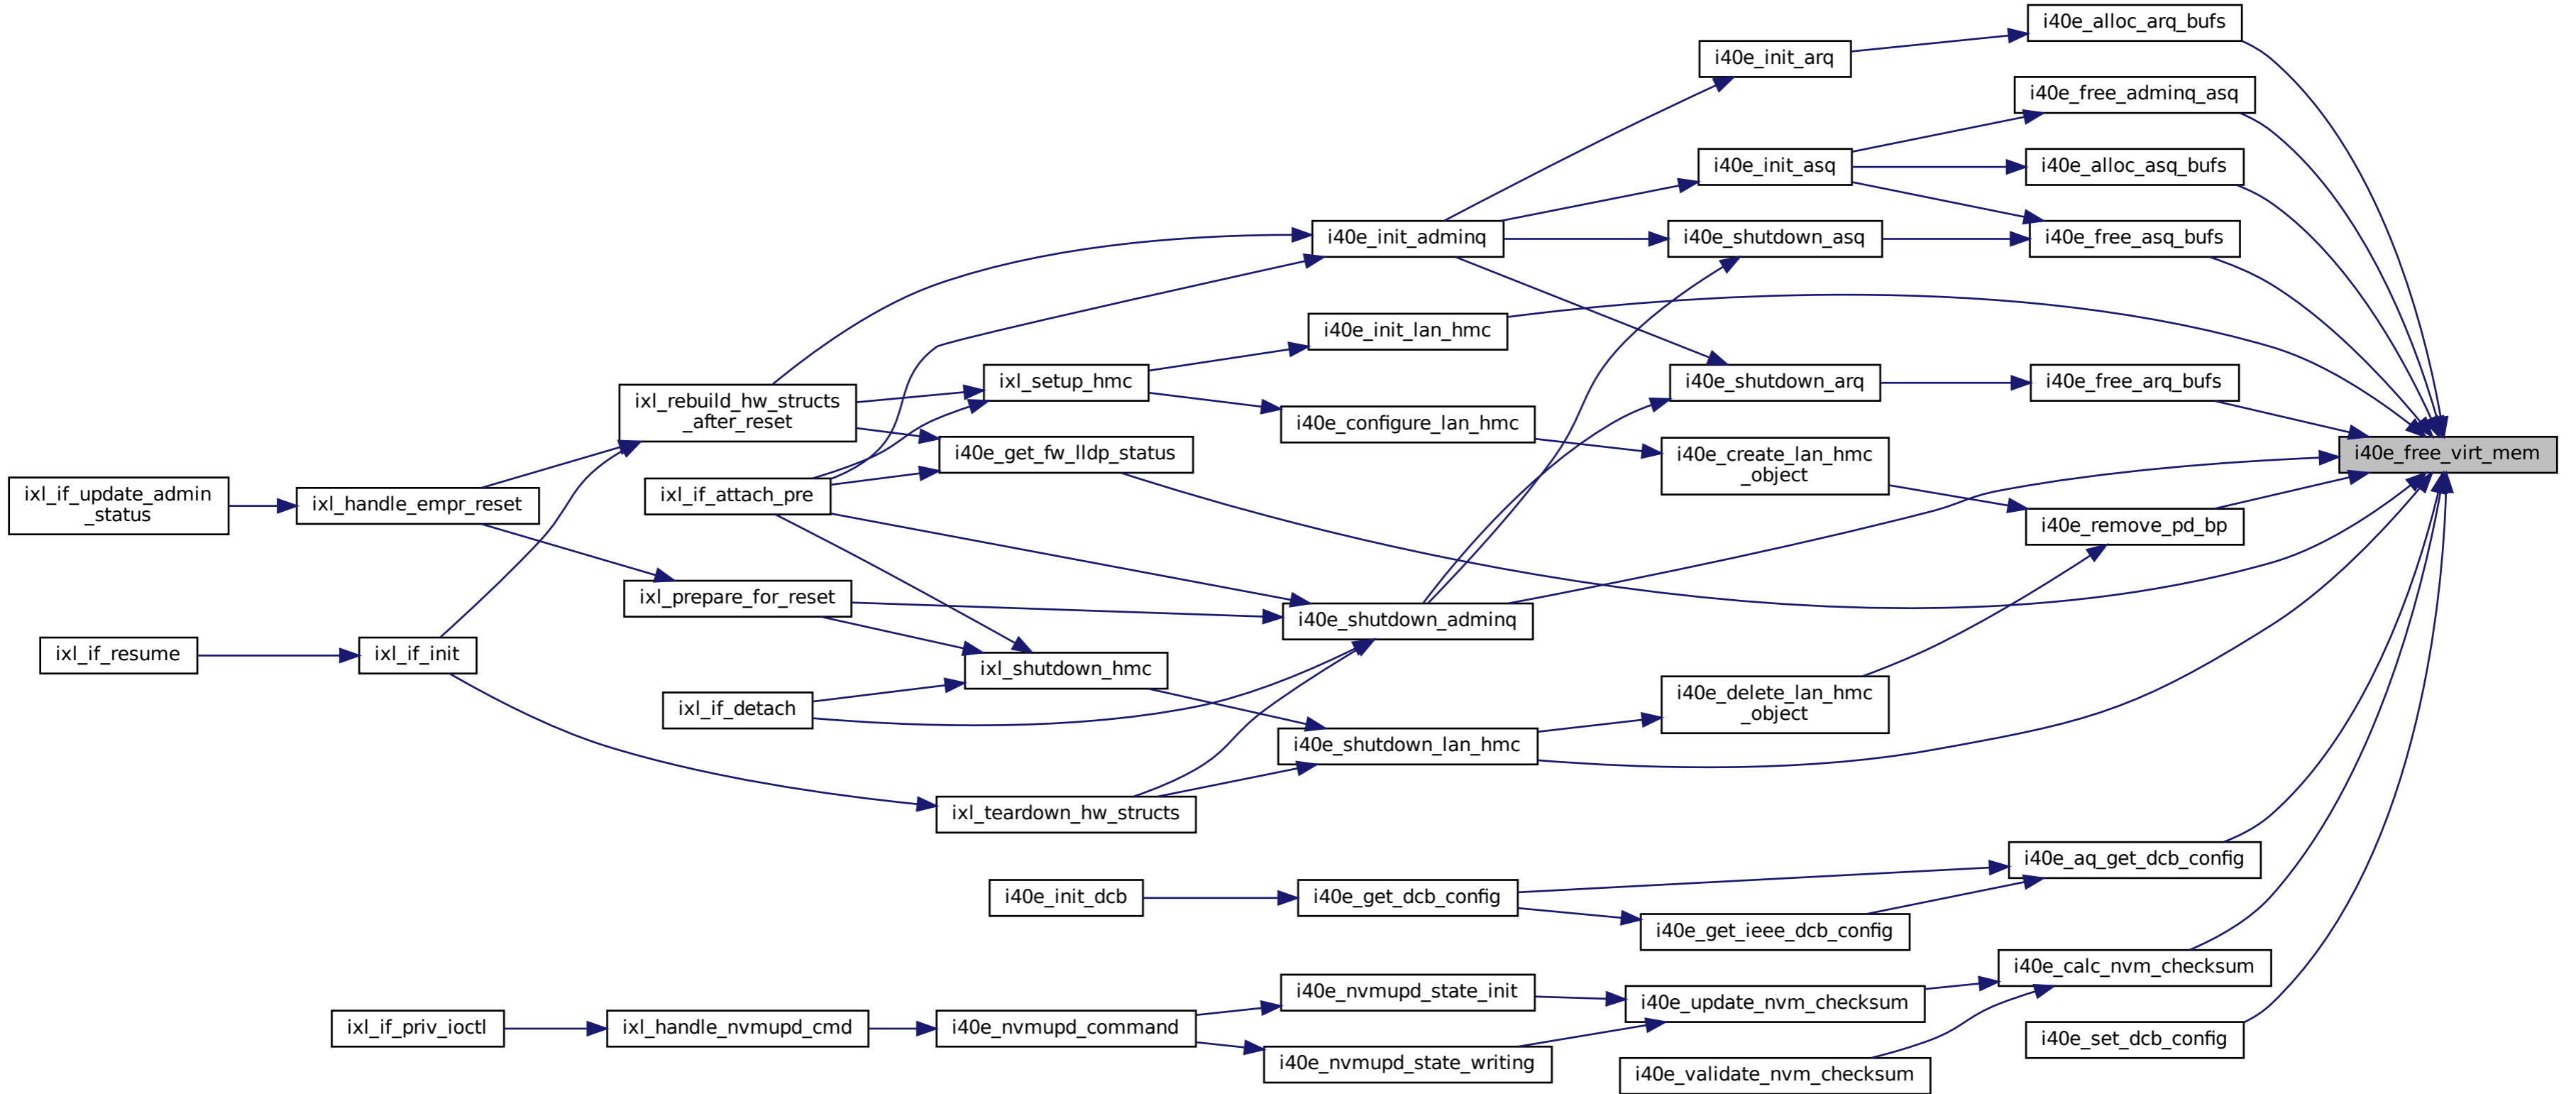 i40e_alloc_arq_bufs
i40e_init_arq
i40e_free_adminq_asq
i40e_init_asq
i40e_alloc_asq_bufs
i40e_init_adminq
i40e_shutdown_asq
i40e_free_asq_bufs
i40e_init_lan_hmc
ixl_setup_hmc
i40e_shutdown_arq
i40e_free_arq_bufs
ixl_rebuild_hw_structs
_after_reset
i40e_configure_lan_hmc
i40e_get_fw_lldp_status
i40e_create_lan_hmc
_object
i40e_free_virt_mem
ixl_if_update_admin
_status
ixl_handle_empr_reset
ixl_if_attach_pre
i40e_remove_pd_bp
ixl_prepare_for_reset
i40e_shutdown_adminq
ixl_if_resume
ixl_if_init
ixl_shutdown_hmc
ixl_if_detach
i40e_delete_lan_hmc
_object
i40e_shutdown_lan_hmc
ixl_teardown_hw_structs
i40e_aq_get_dcb_config
i40e_init_dcb
i40e_get_dcb_config
i40e_get_ieee_dcb_config
i40e_calc_nvm_checksum
i40e_nvmupd_state_init
i40e_update_nvm_checksum
ixl_if_priv_ioctl
ixl_handle_nvmupd_cmd
i40e_nvmupd_command
i40e_set_dcb_config
i40e_nvmupd_state_writing
i40e_validate_nvm_checksum